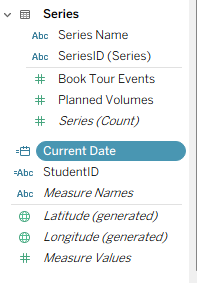 Series
Abc Series Name
Abc SeriesID (Series)
# Book Tour Events
# Planned Volumes
# Series (Count)
Current Date
=Abc StudentID
Abc Measure Names
Latitude (generated)
Longitude (generated)
# Measure Values